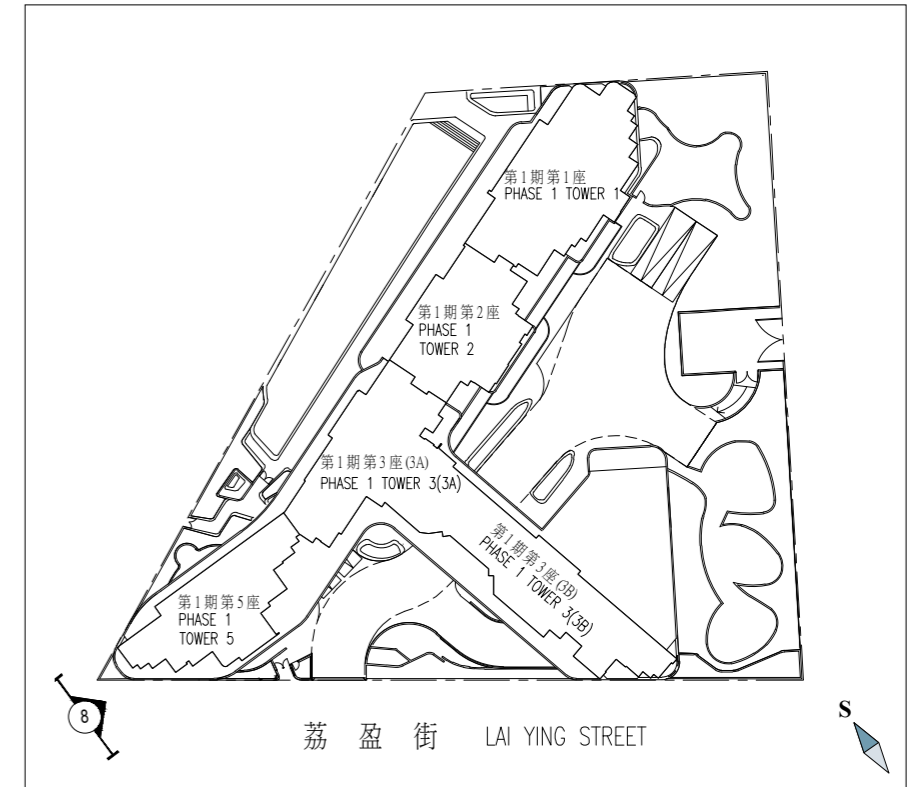 第1期第1座
PHASE 1 TOWER 1
第1期第2座
PHASE 1
TOWER 2
第1期第3座(3A)
PHASE 1 TOWER 3(3A)
第1期第3座(3B)
PHASE 1 TOWER 3(3B)
第1期第5座
PHASE 1
TOWER 5
8
荔盈街 LAI YING STREET
S